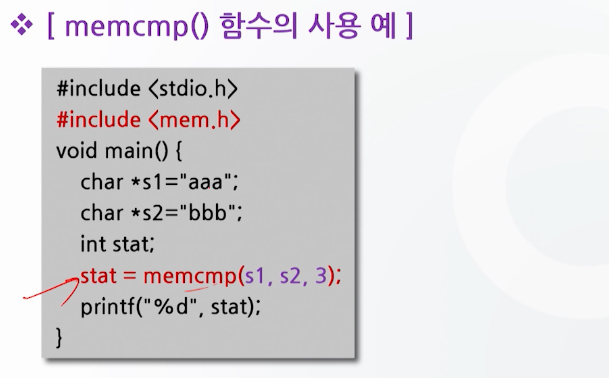 ❖ [ memcmp() 함수의 사용 예 ]
#include <stdio.h>
#include <mem.h>
void main() {
char *s1="aaa";
char *s2="bbb";
int stat;
stat = memcmp(s1, s2, 3);
printf("%d", stat);
}